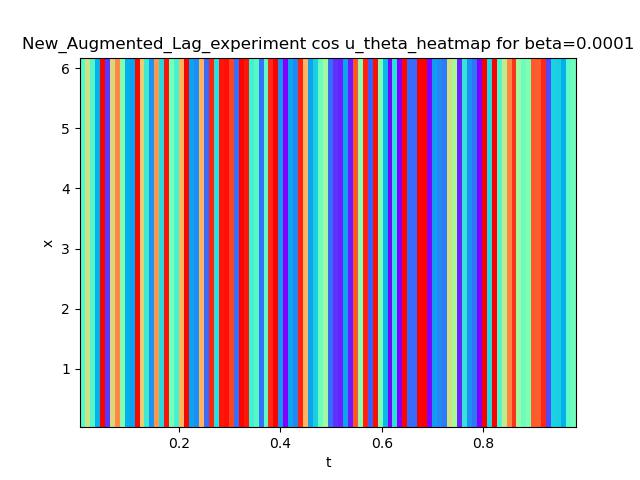 New_Augmented_Lag_experiment cos u_theta_heatmap for beta=0.0001
6
5
x
4
3
2
1
0.2 0.4 0.6 0.8
t